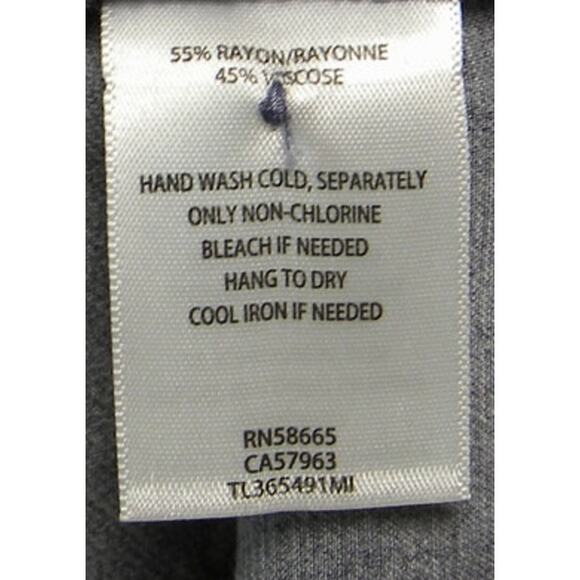 55% RAYON/RAYONNE
45% VISCOSE
HAND WASH COLD, SEPARATELY
ONLY NON-CHLORINE
BLEACH IF NEEDED
HANG TO DRY
COOL IRON IF NEEDED
RN58665
CA57963
TL365491MI